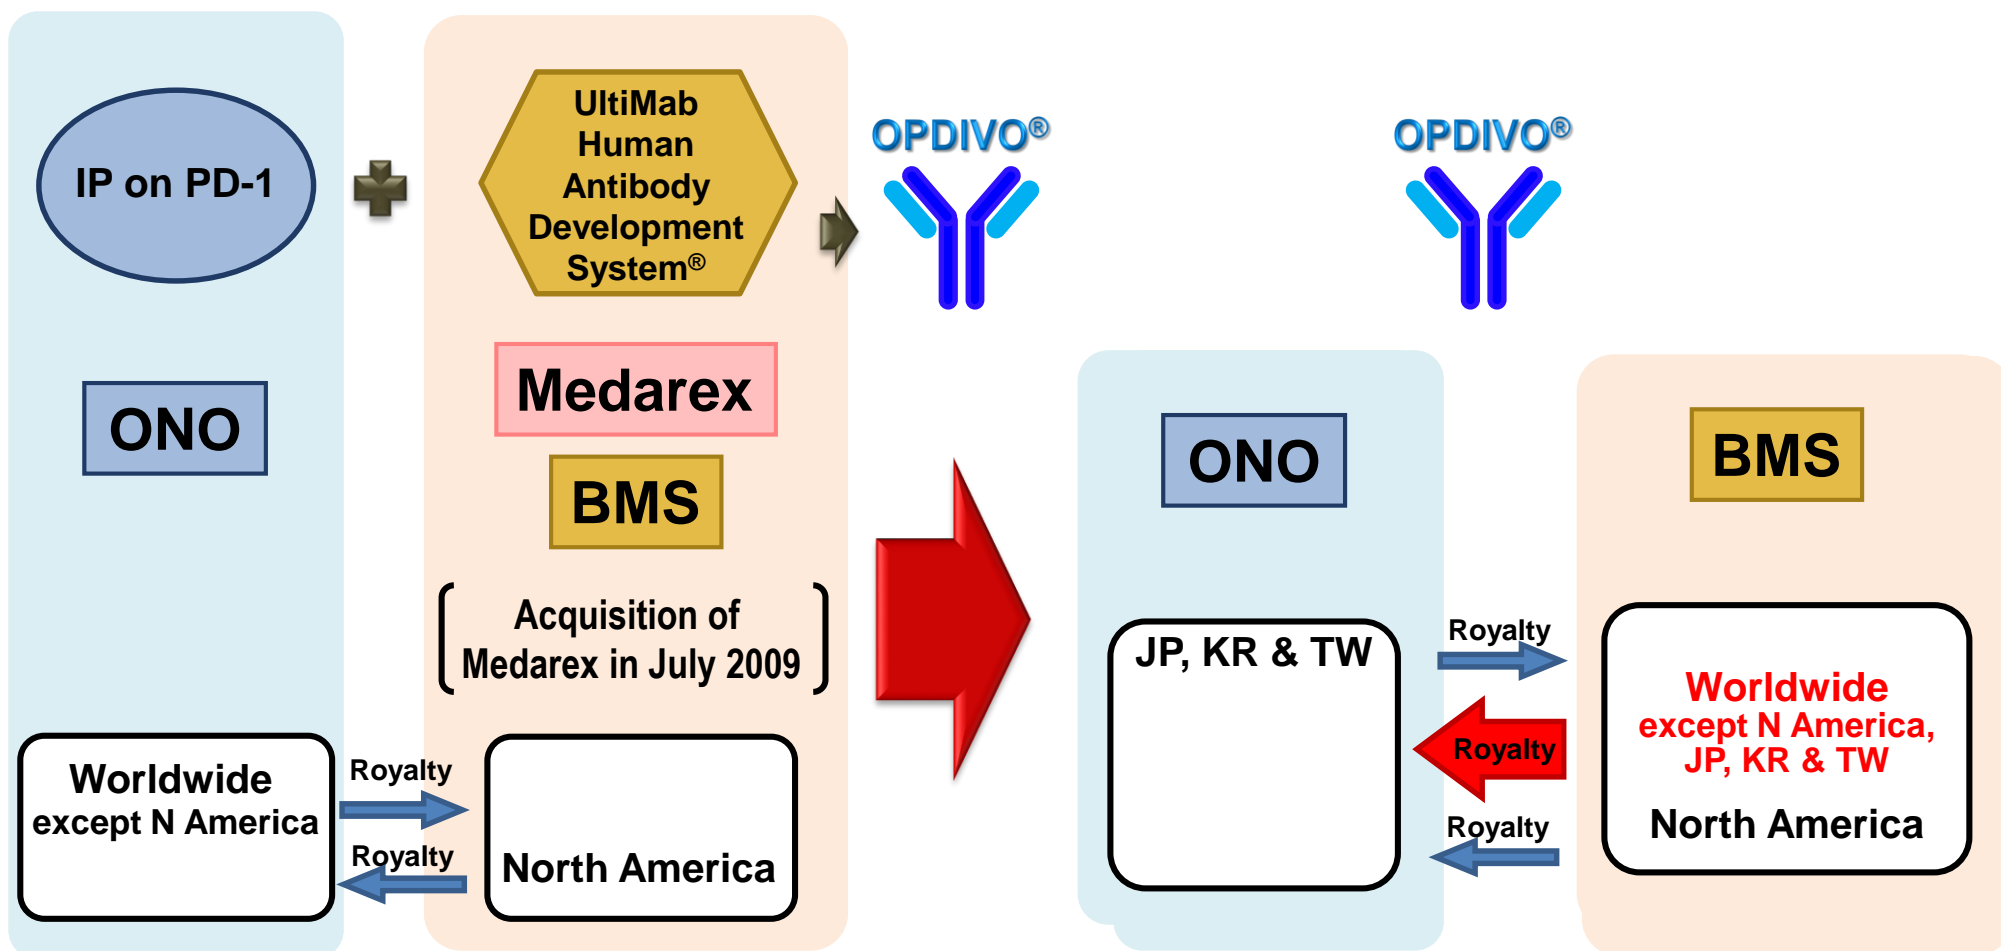 IP on PD-1
UltiMab
Human
Antibody
Development
System®
OPDIVO®
ONO
Medarex
BMS
Acquisition of
Medarex in July 2009
Worldwide
except N America
Royalty
Royalty
North America
OPDIVO®
ONO
BMS
JP, KR & TW
Royalty
Royalty
Royalty
Worldwide
except N America,
JP, KR & TW
North America